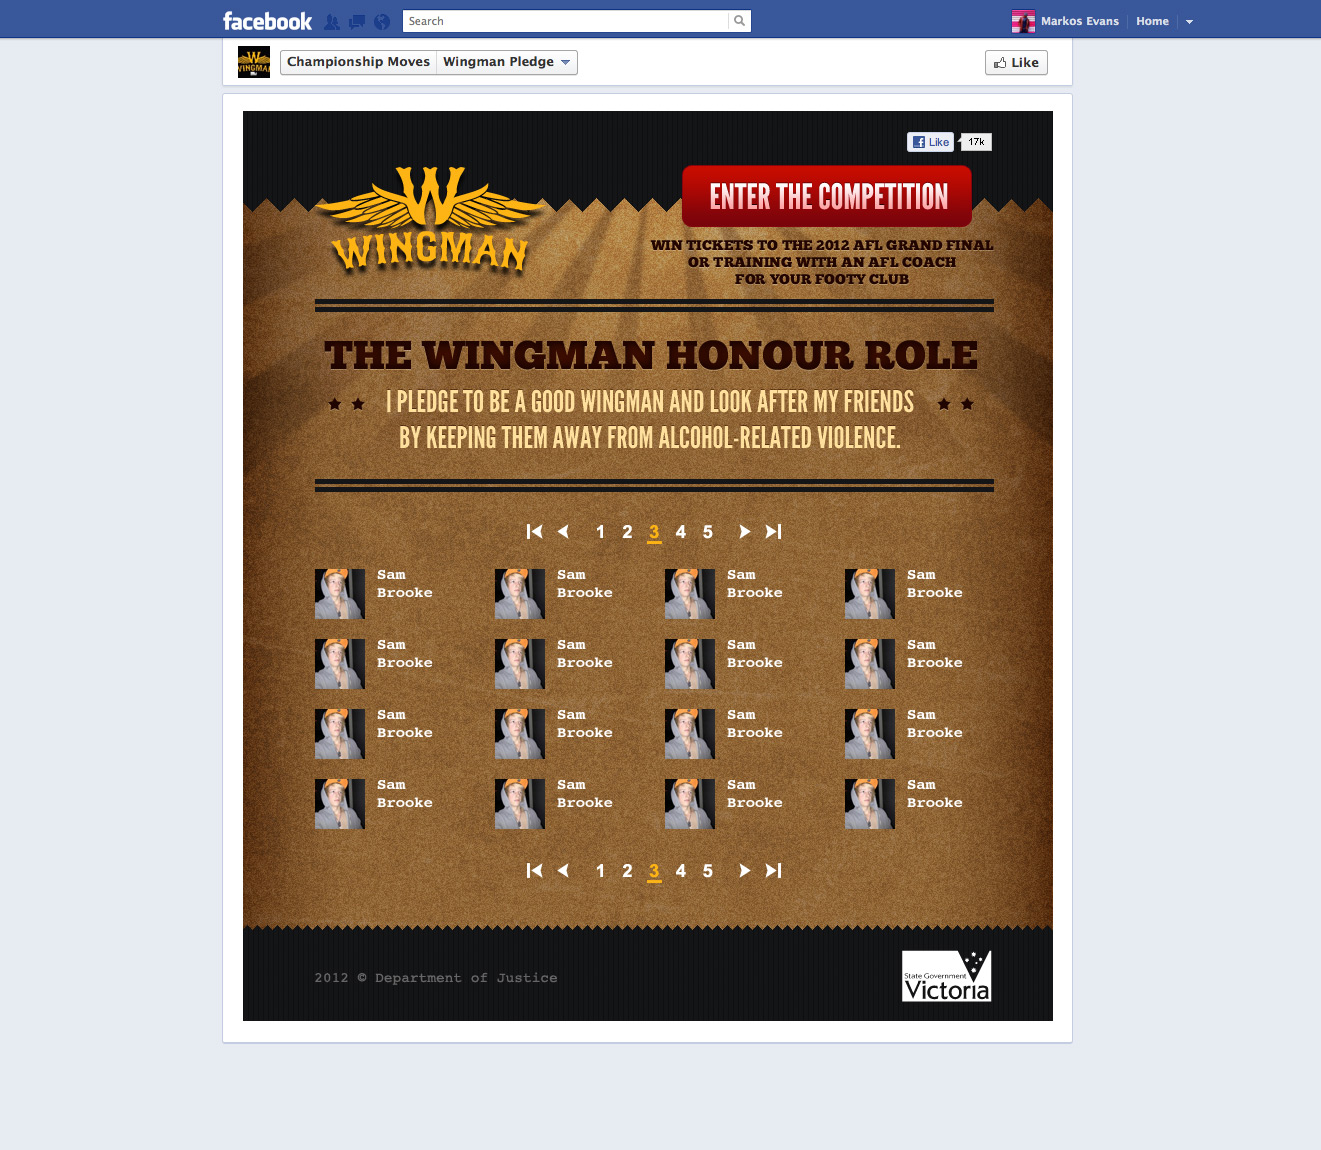 facebook
Search
Markos Evans
Home
WINGMAN
Championship Moves
Wingman Pledge
Like
Like
17k
W
WINGMAN
ENTER THE COMPETITION
WIN TICKETS TO THE 2012 AFL GRAND FINAL
OR TRAINING WITH AN AFL COACH
FOR YOUR FOOTY CLUB
THE WINGMAN HONOUR ROLE
I PLEDGE TO BE A GOOD WINGMAN AND LOOK AFTER MY FRIENDS
BY KEEPING THEM AWAY FROM ALCOHOL-RELATED VIOLENCE.
1 2 3 4 5
Sam Sam Sam Sam
Brooke Brooke Brooke Brooke
Sam Sam Sam Sam
Brooke Brooke Brooke Brooke
Sam Sam Sam Sam
Brooke Brooke Brooke Brooke
Sam Sam Sam Sam
Brooke Brooke Brooke Brooke
1 2 3 4 5
2012 © Department of Justice
State Government
Victoria